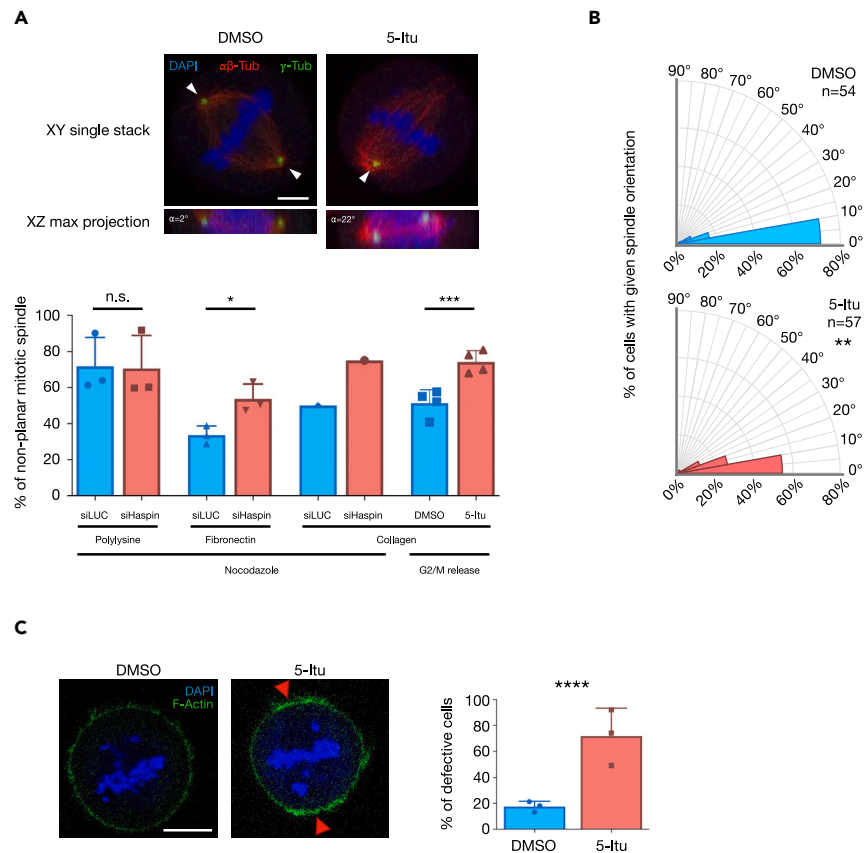 A
DMSO
5-Itu
DAPI αβ-Tub γ-Tub
XY single stack
XZ max projection
α=2°
α=22°
% of non-planar mitotic spindle
100
80
60
40
20
0
n.s.
*
***
siLUC siHaspin siLUC siHaspin siLUC siHaspin DMSO 5-Itu
Polylysine Fibronectin Collagen
Nocodazole G2/M release
B
% of cells with given spindle orientation
DMSO
n=54
90° 80° 70° 60° 50° 40° 30° 20° 10° 0°
0% 20% 40% 60% 80%
5-Itu
n=57
**
90° 80° 70° 60° 50° 40° 30° 20° 10° 0°
0% 20% 40% 60% 80%
C
DMSO
5-Itu
DAPI
F-Actin
% of defective cells
100
80
60
40
20
0
****
DMSO 5-Itu